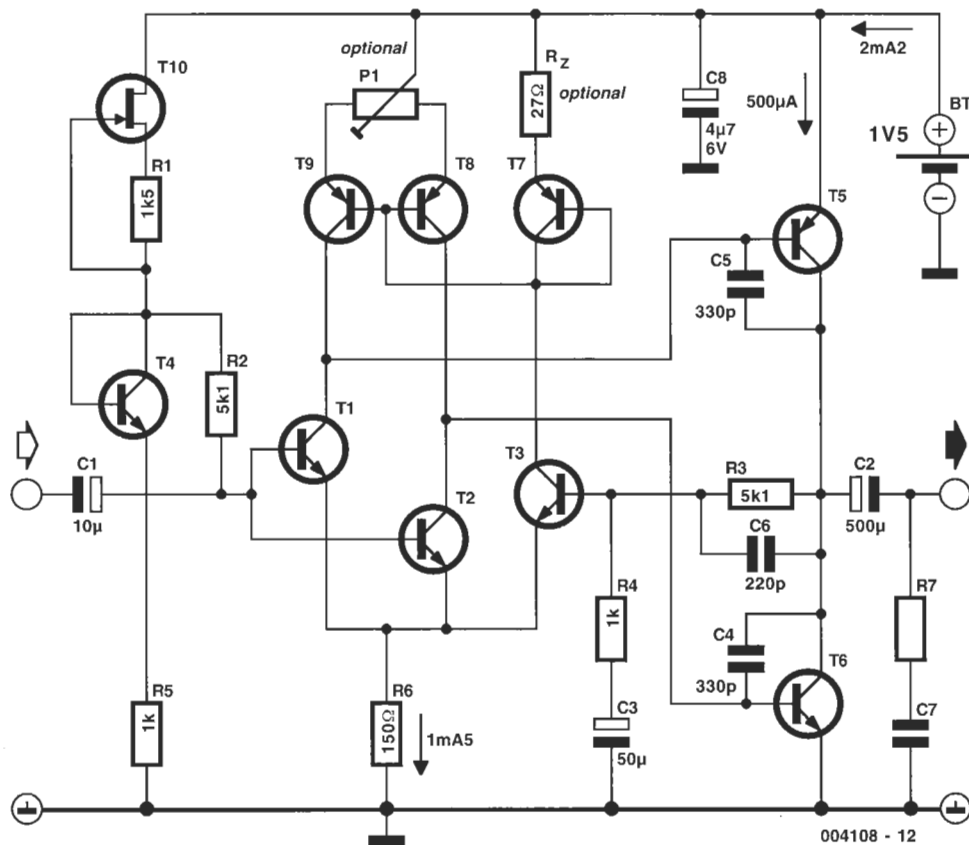 optional
2mA2
T10
P1
RZ
27Ω
optional
C8
500µA
BT
4µ7
6V
1V5
R1
1k5
T9
T8
T7
T5
C5
330p
T4
R2
5k1
T1
T3
R3
5k1
C2
500µ
C1
10µ
T2
C6
220p
R4
1k
R7
C4
330p
T6
R5
1k
R6
150Ω
1mA5
C3
50µ
C7
004108 - 12